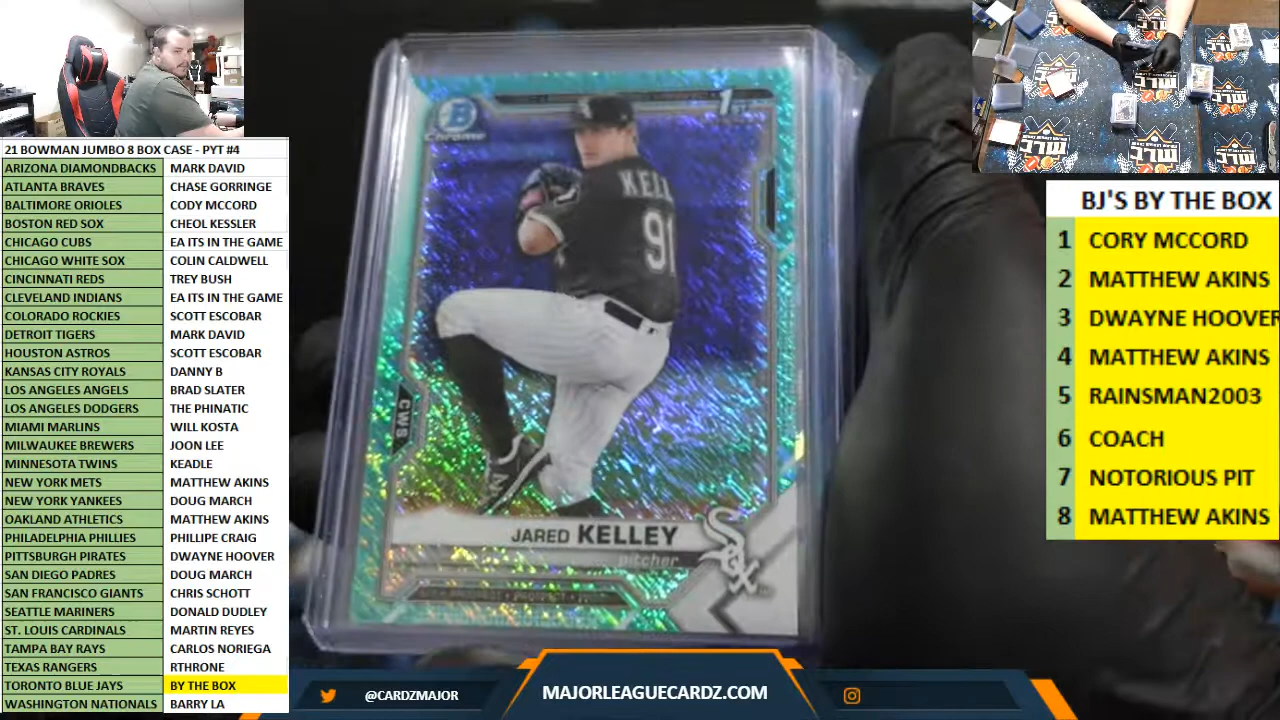 21 BOWMAN JUMBO 8 BOX CASE - PYT #4
ARIZONA DIAMONDBACKS MARK DAVID
ATLANTA BRAVES CHASE GORRINGE
BALTIMORE ORIOLES CODY MCCORD
BOSTON RED SOX CHEOL KESSLER
CHICAGO CUBS EA ITS IN THE GAME
CHICAGO WHITE SOX COLIN CALDWELL
CINCINNATI REDS TREY BUSH
CLEVELAND INDIANS EA ITS IN THE GAME
COLORADO ROCKIES SCOTT ESCOBAR
DETROIT TIGERS MARK DAVID
HOUSTON ASTROS SCOTT ESCOBAR
KANSAS CITY ROYALS DANNY B
LOS ANGELES ANGELS BRAD SLATER
LOS ANGELES DODGERS THE PHINATIC
MIAMI MARLINS WILL KOSTA
MILWAUKEE BREWERS JOON LEE
MINNESOTA TWINS KEADLE
NEW YORK METS MATTHEW AKINS
NEW YORK YANKEES DOUG MARCH
OAKLAND ATHLETICS MATTHEW AKINS
PHILADELPHIA PHILLIES PHILLIPE CRAIG
PITTSBURGH PIRATES DWAYNE HOOVER
SAN DIEGO PADRES DOUG MARCH
SAN FRANCISCO GIANTS CHRIS SCHOTT
SEATTLE MARINERS DONALD DUDLEY
ST. LOUIS CARDINALS MARTIN REYES
TAMPA BAY RAYS CARLOS NORIEGA
TEXAS RANGERS RTHRONE
TORONTO BLUE JAYS BY THE BOX
WASHINGTON NATIONALS BARRY LA
B
Chrome
1ST
KELL
91
CWS
JARED KELLEY
pitcher
SOX
BJ'S BY THE BOX
1 CORY MCCORD
2 MATTHEW AKINS
3 DWAYNE HOOVER
4 MATTHEW AKINS
5 RAINSMAN2003
6 COACH
7 NOTORIOUS PIT
8 MATTHEW AKINS
@CARDZMAJOR
MAJORLEAGUECARDZ.COM